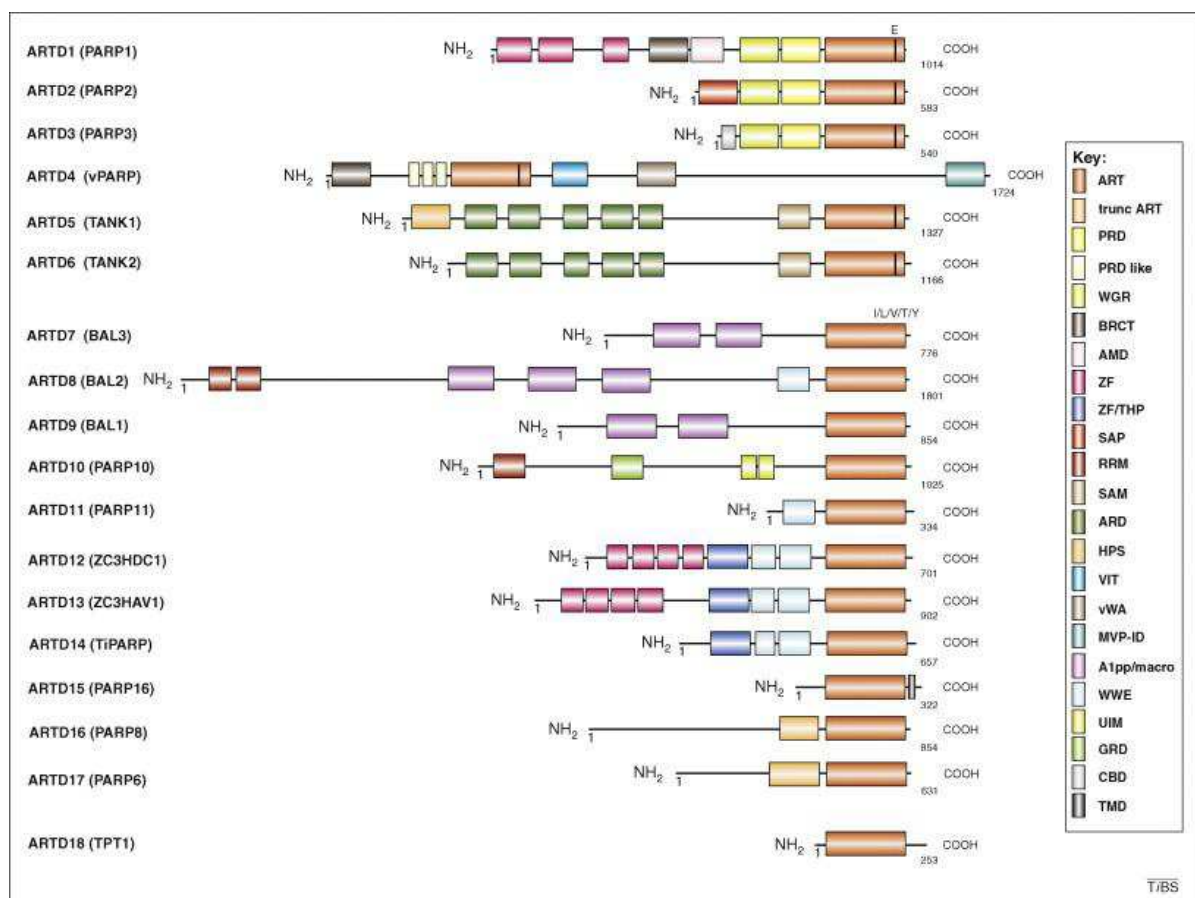 E
ARTD1 (PARP1) NH2 1 1014 COOH
ARTD2 (PARP2) NH2 1 583 COOH
ARTD3 (PARP3) NH2 1 540 COOH
ARTD4 (vPARP) NH2 1 1724 COOH
ARTD5 (TANK1) NH2 1 1327 COOH
ARTD6 (TANK2) NH2 1 1166 COOH
I/L/V/T/Y
ARTD7 (BAL3) NH2 1 776 COOH
ARTD8 (BAL2) NH2 1 1801 COOH
ARTD9 (BAL1) NH2 1 854 COOH
ARTD10 (PARP10) NH2 1 1025 COOH
ARTD11 (PARP11) NH2 1 334 COOH
ARTD12 (ZC3HDC1) NH2 1 701 COOH
ARTD13 (ZC3HAV1) NH2 1 902 COOH
ARTD14 (TiPARP) NH2 1 657 COOH
ARTD15 (PARP16) NH2 1 322 COOH
ARTD16 (PARP8) NH2 1 854 COOH
ARTD17 (PARP6) NH2 1 631 COOH
ARTD18 (TPT1) NH2 1 253 COOH
Key:
ART
trunc ART
PRD
PRD like
WGR
BRCT
AMD
ZF
ZF/THP
SAP
RRM
SAM
ARD
HPS
VIT
vWA
MVP-ID
A1pp/macro
WWE
UIM
GRD
CBD
TMD
TiBS